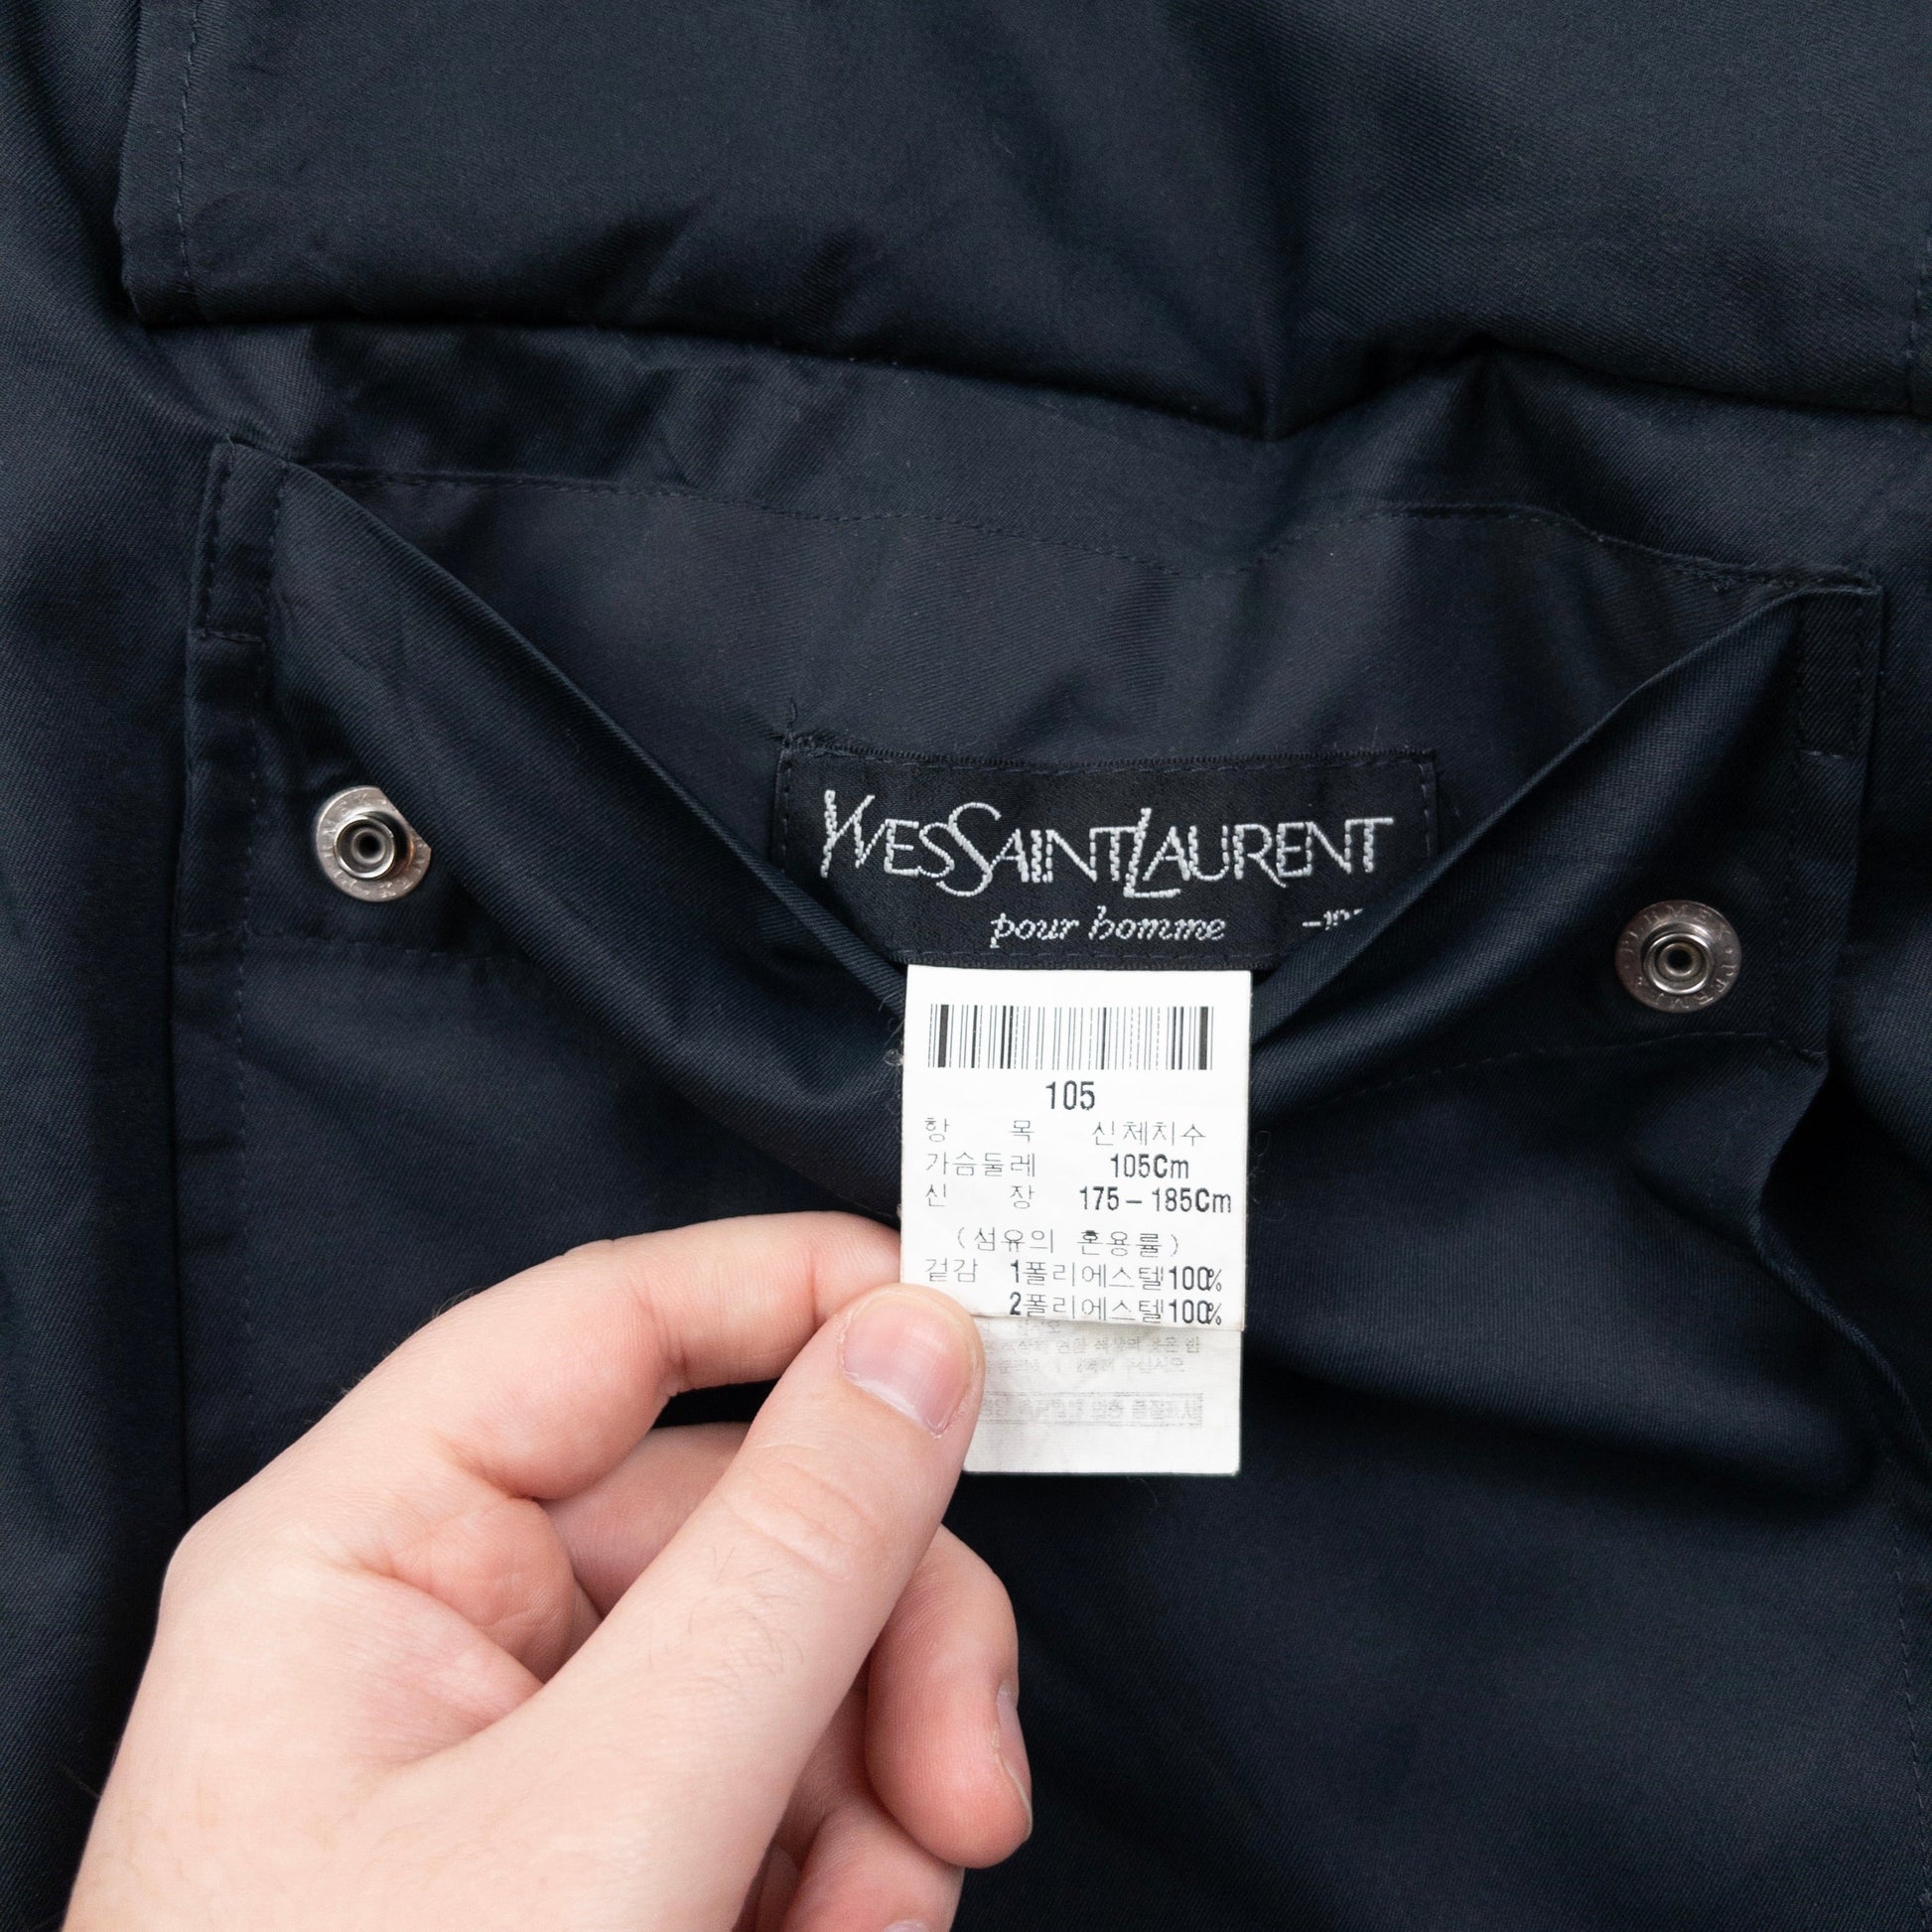 YVESSAINTLAURENT
pour homme
105
항 목 신체치수
가슴둘레 105Cm
신 장 175-185Cm
(섬유의 혼용률)
겉감 1폴리에스텔100%
2폴리에스텔100%